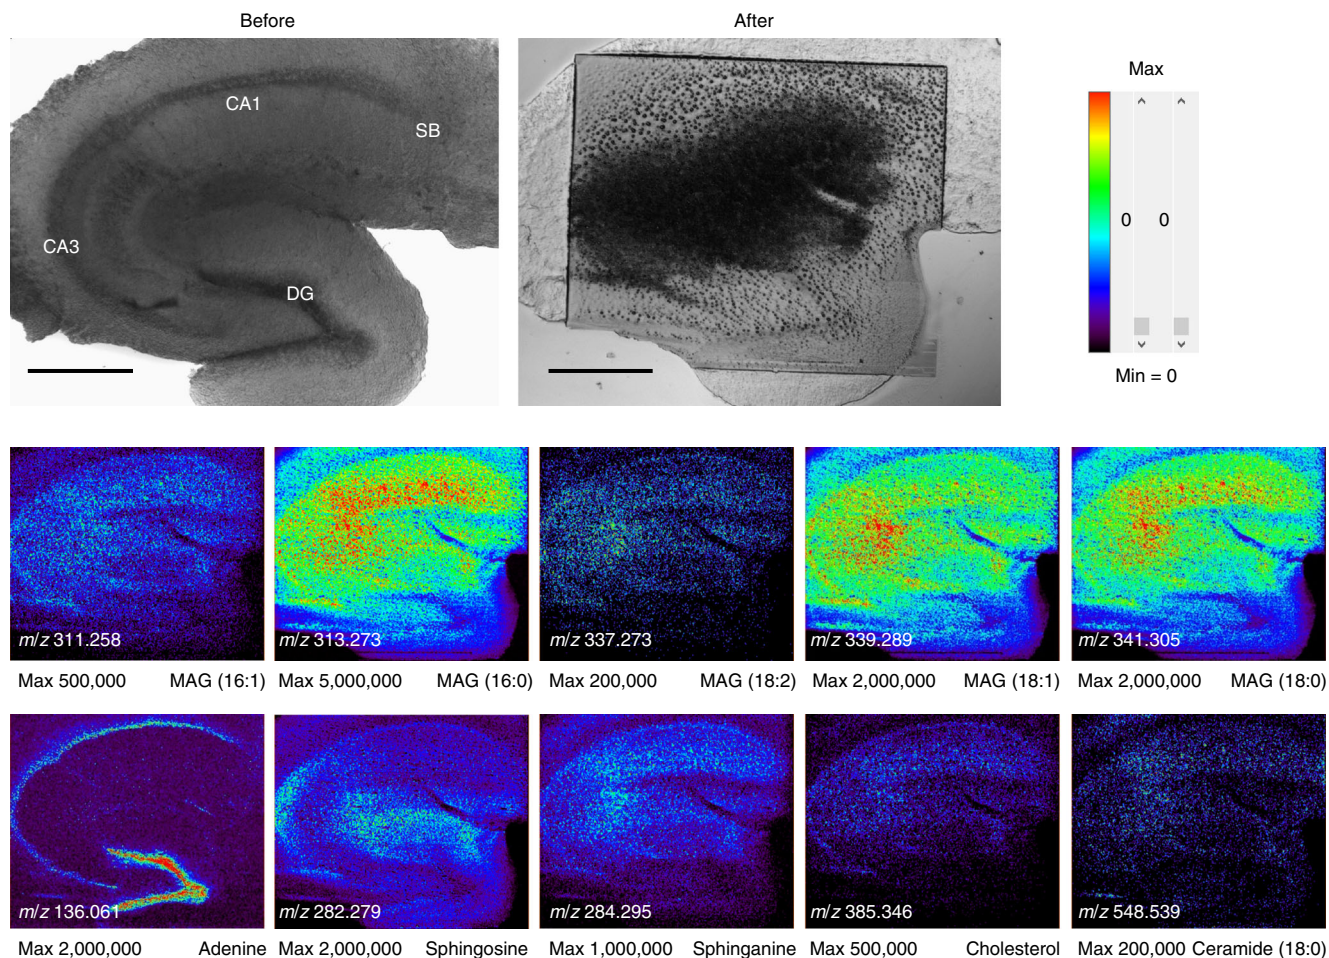 Before
After
CA1
SB
CA3
DG
Max
0 0
Min = 0
m/z 311.258
m/z 313.273
m/z 337.273
m/z 339.289
m/z 341.305
Max 500,000 MAG (16:1)
Max 5,000,000 MAG (16:0)
Max 200,000 MAG (18:2)
Max 2,000,000 MAG (18:1)
Max 2,000,000 MAG (18:0)
m/z 136.061
m/z 282.279
m/z 284.295
m/z 385.346
m/z 548.539
Max 2,000,000 Adenine
Max 2,000,000 Sphingosine
Max 1,000,000 Sphinganine
Max 500,000 Cholesterol
Max 200,000 Ceramide (18:0)